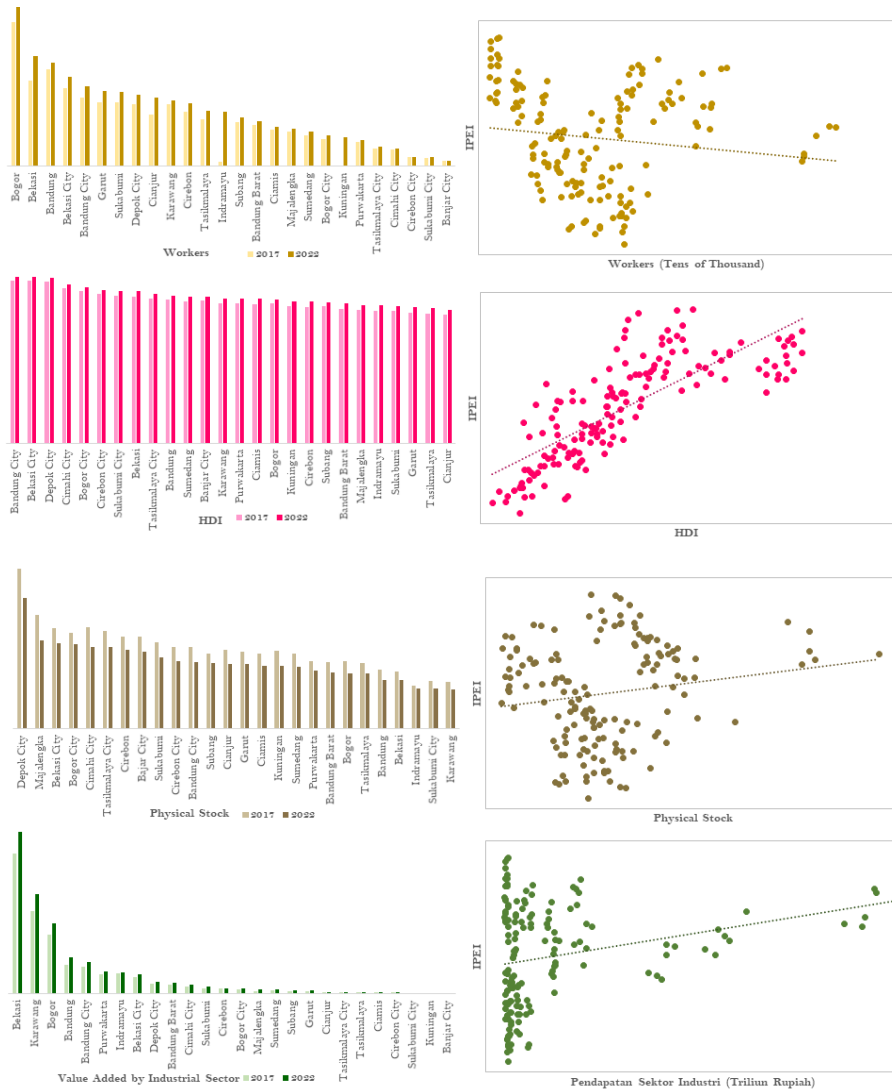 Bogor
Bekasi
Bandung
Bekasi City
Bandung City
Garut
Sukabumi
Depok City
Cianjur
Karawang
Cirebon
Tasikmalaya
Indramayu
Subang
Bandung Barat
Ciamis
Majalengka
Sumedang
Bogor City
Kuningan
Purwakarta
Tasikmalaya City
Cimahi City
Cirebon City
Sukabumi City
Banjar City
Workers 2017 2022
IPEI
Workers (Tens of Thousand)
Bandung City
Bekasi City
Depok City
Cimahi City
Bogor City
Cirebon City
Sukabumi City
Bekasi
Tasikmalaya City
Bandung
Sumedang
Banjar City
Karawang
Purwakarta
Ciamis
Bogor
Kuningan
Cirebon
Subang
Bandung Barat
Majalengka
Indramayu
Sukabumi
Garut
Tasikmalaya
Cianjur
HDI 2017 2022
IPEI
HDI
Depok City
Majalengka
Bekasi City
Bogor City
Cimahi City
Tasikmalaya City
Cirebon
Bajar City
Sukabumi
Cirebon City
Bandung City
Subang
Cianjur
Garut
Ciamis
Kuningan
Sumedang
Purwakarta
Bandung Barat
Bogor
Tasikmalaya
Bandung
Bekasi
Indramayu
Sukabumi City
Karawang
Physical Stock 2017 2022
IPEI
Physical Stock
Bekasi
Karawang
Bogor
Bandung
Bandung City
Purwakarta
Indramayu
Bekasi City
Depok City
Bandung Barat
Cimahi City
Sukabumi
Cirebon
Bogor City
Majalengka
Sumedang
Subang
Garut
Cianjur
Tasikmalaya City
Tasikmalaya
Ciamis
Cirebon City
Sukabumi City
Kuningan
Banjar City
Value Added by Industrial Sector 2017 2022
IPEI
Pendapatan Sektor Industri (Triliun Rupiah)